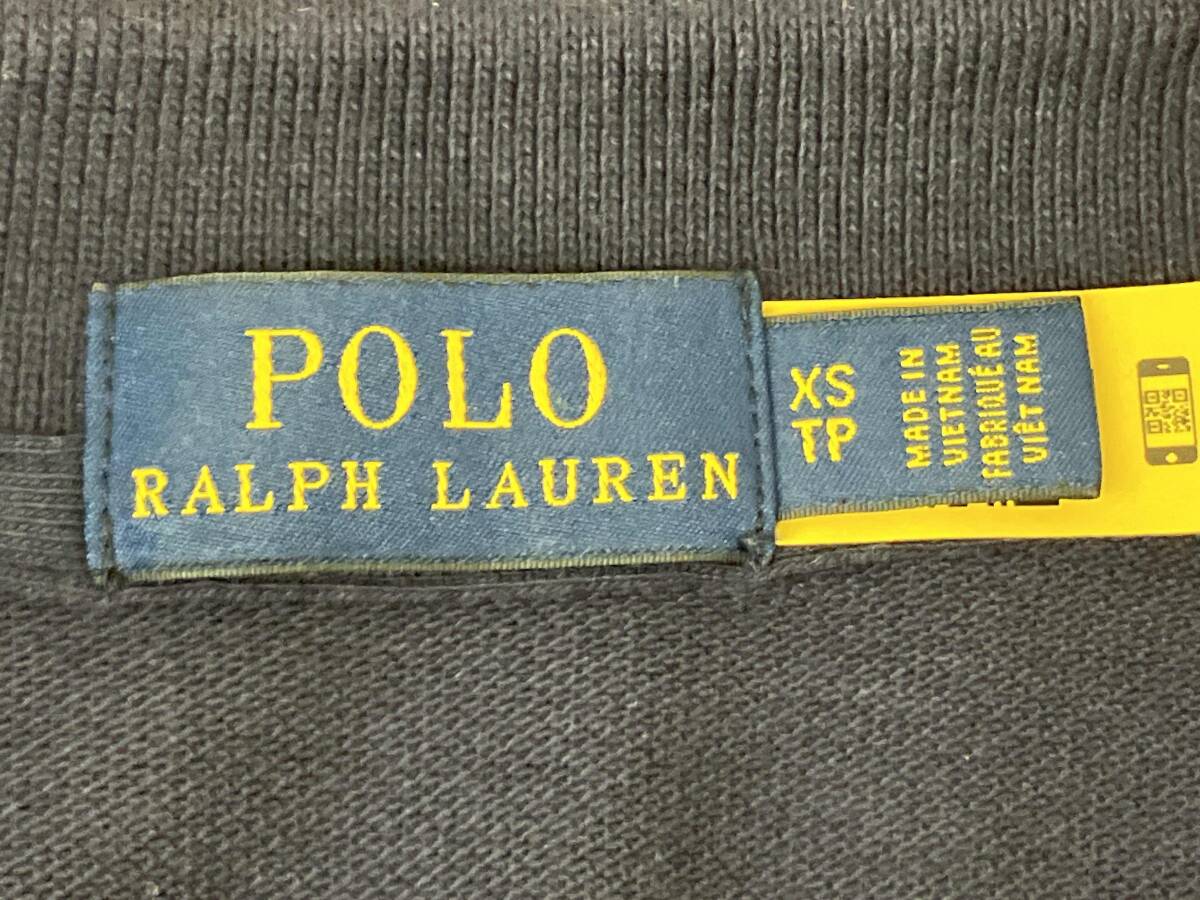 POLO
RALPH LAUREN
XS
TP
MADE IN
VIETNAM
FABRIQUÉ AU
VIÊT NAM